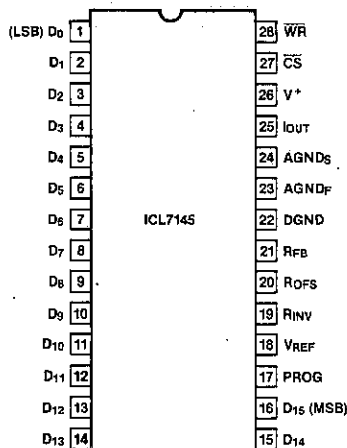 (LSB) D0 1 28 WR
D1 2 27 CS
D2 3 26 V+
D3 4 25 IOUT
D4 5 24 AGNDS
D5 6 23 AGNDF
D6 7 ICL7145 22 DGND
D7 8 21 RFB
D8 9 20 ROFS
D9 10 19 RINV
D10 11 18 VREF
D11 12 17 PROG
D12 13 16 D15 (MSB)
D13 14 15 D14